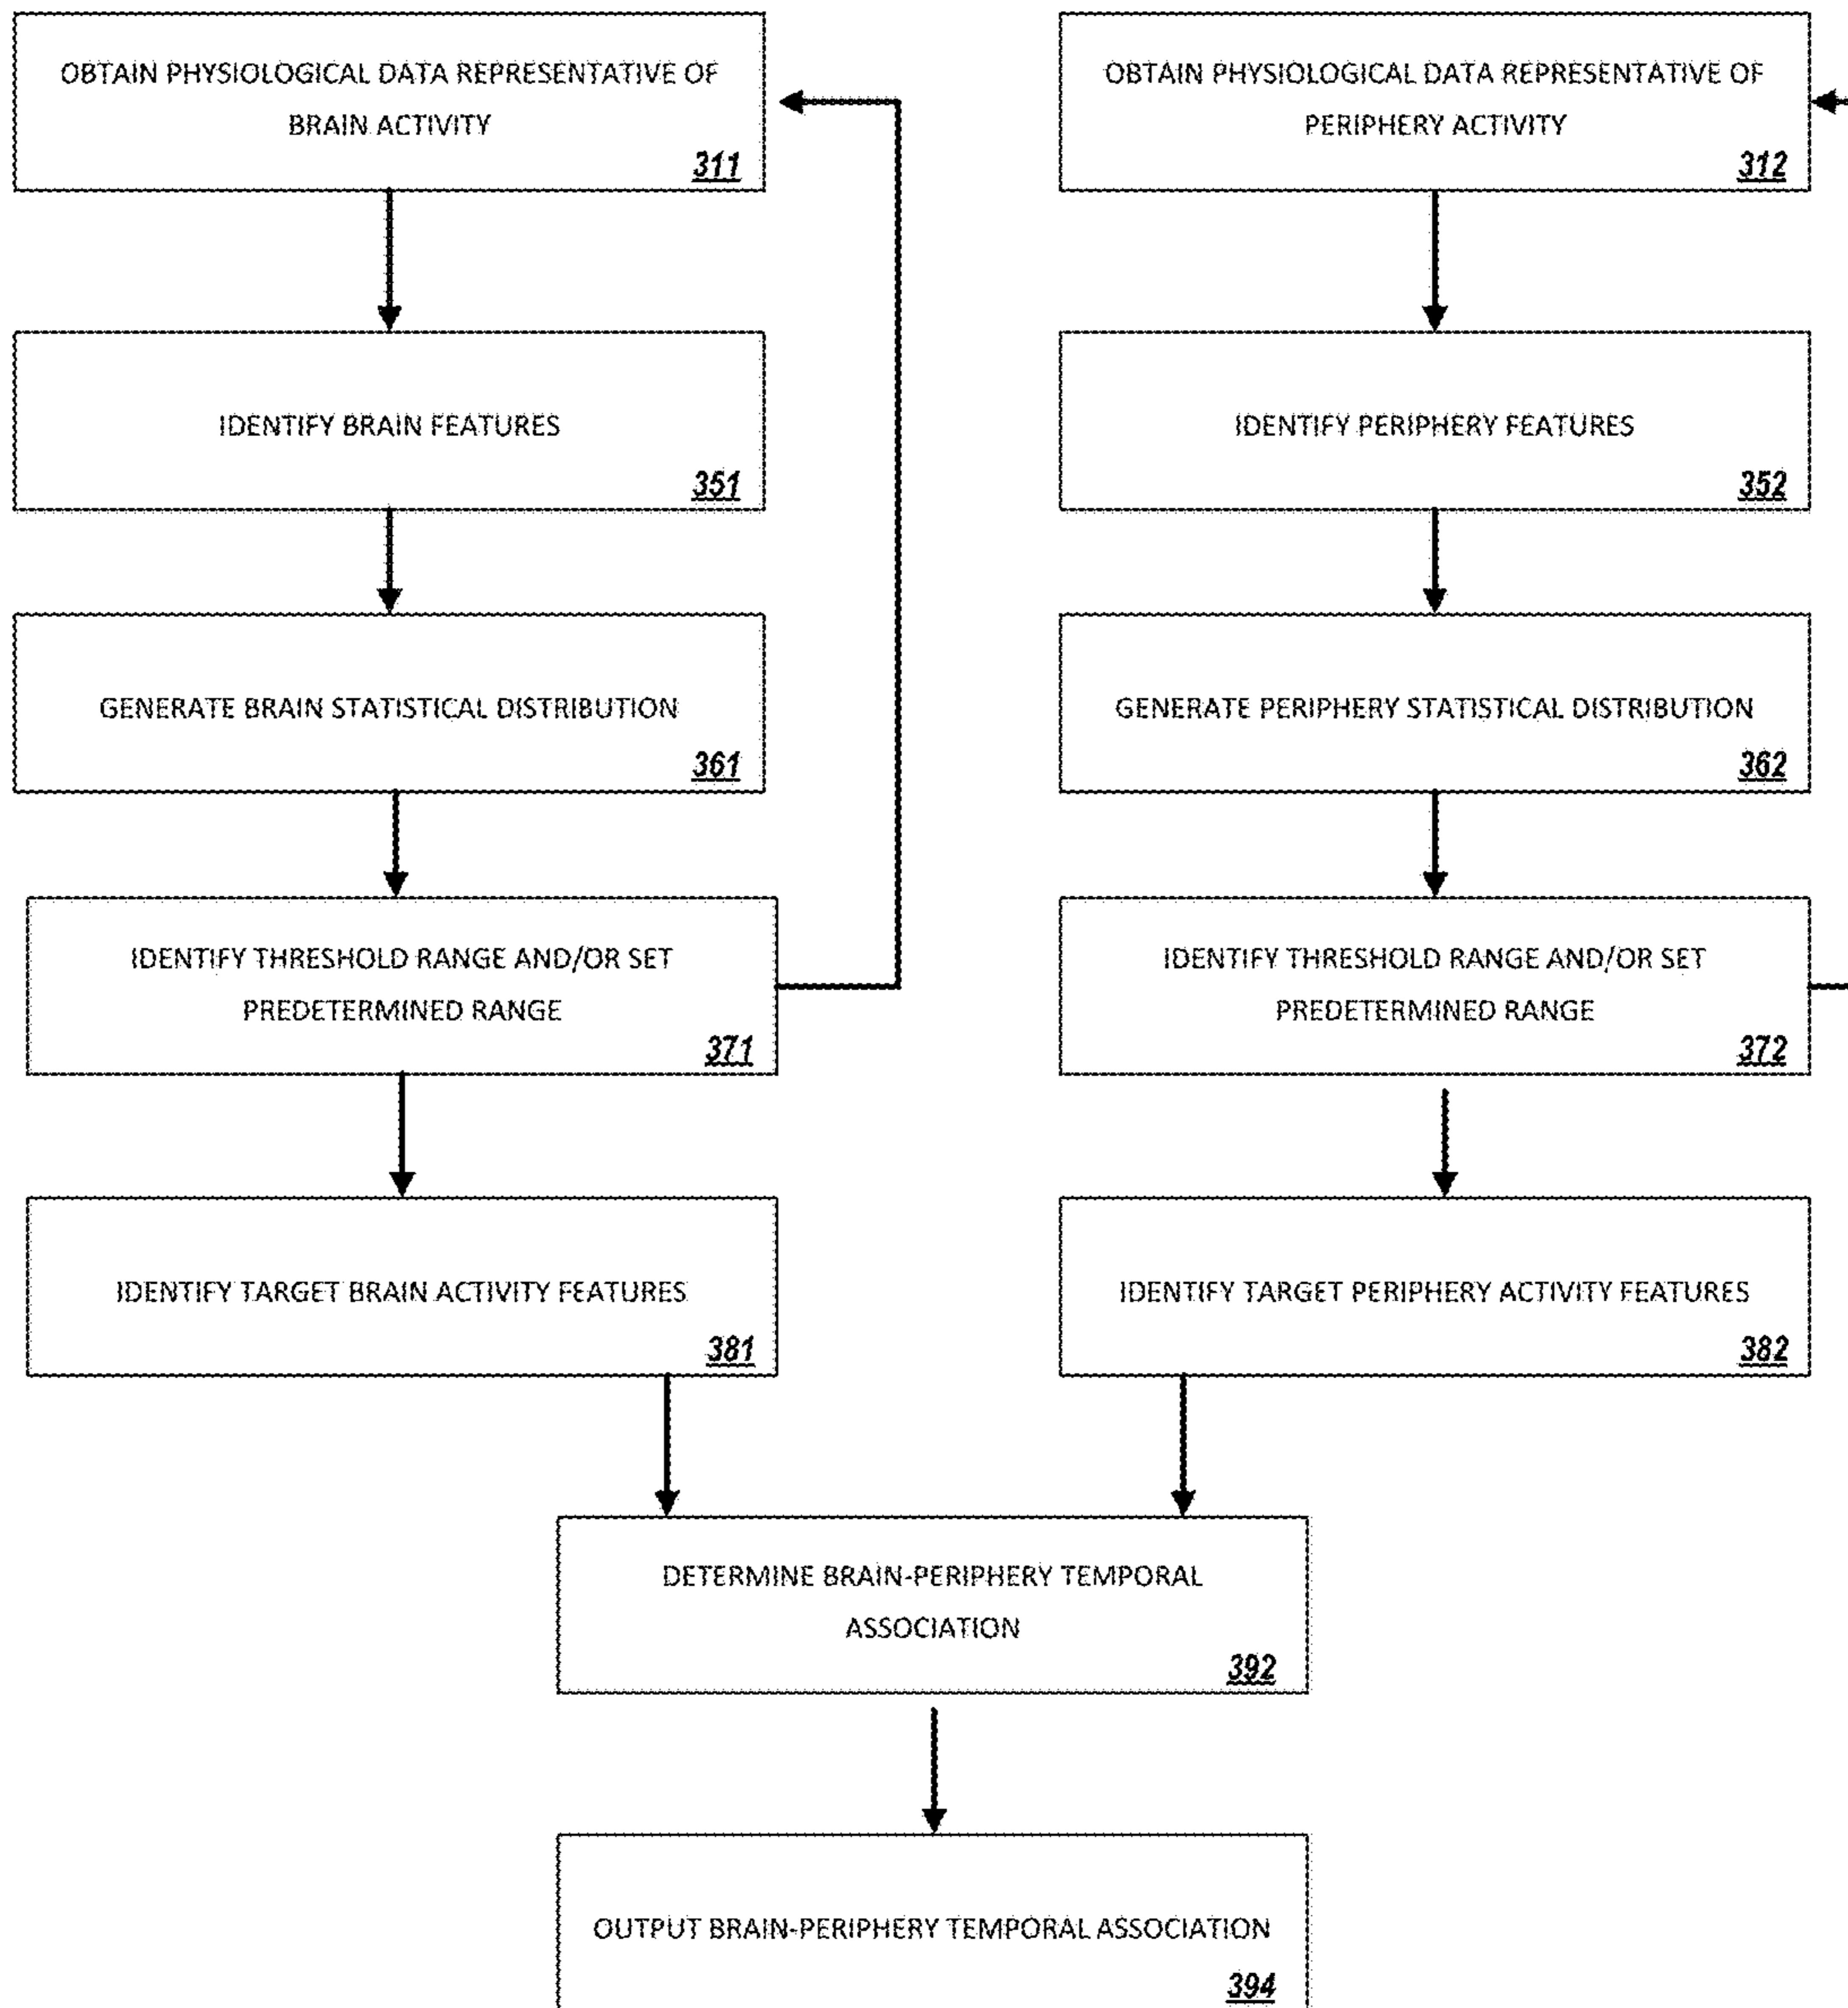 OBTAIN PHYSIOLOGICAL DATA REPRESENTATIVE OF
BRAIN ACTIVITY
311
OBTAIN PHYSIOLOGICAL DATA REPRESENTATIVE OF
PERIPHERY ACTIVITY
312
IDENTIFY BRAIN FEATURES
351
IDENTIFY PERIPHERY FEATURES
352
GENERATE BRAIN STATISTICAL DISTRIBUTION
361
GENERATE PERIPHERY STATISTICAL DISTRIBUTION
362
IDENTIFY THRESHOLD RANGE AND/OR SET
PREDETERMINED RANGE
371
IDENTIFY THRESHOLD RANGE AND/OR SET
PREDETERMINED RANGE
372
IDENTIFY TARGET BRAIN ACTIVITY FEATURES
381
IDENTIFY TARGET PERIPHERY ACTIVITY FEATURES
382
DETERMINE BRAIN-PERIPHERY TEMPORAL
ASSOCIATION
392
OUTPUT BRAIN-PERIPHERY TEMPORAL ASSOCIATION
394